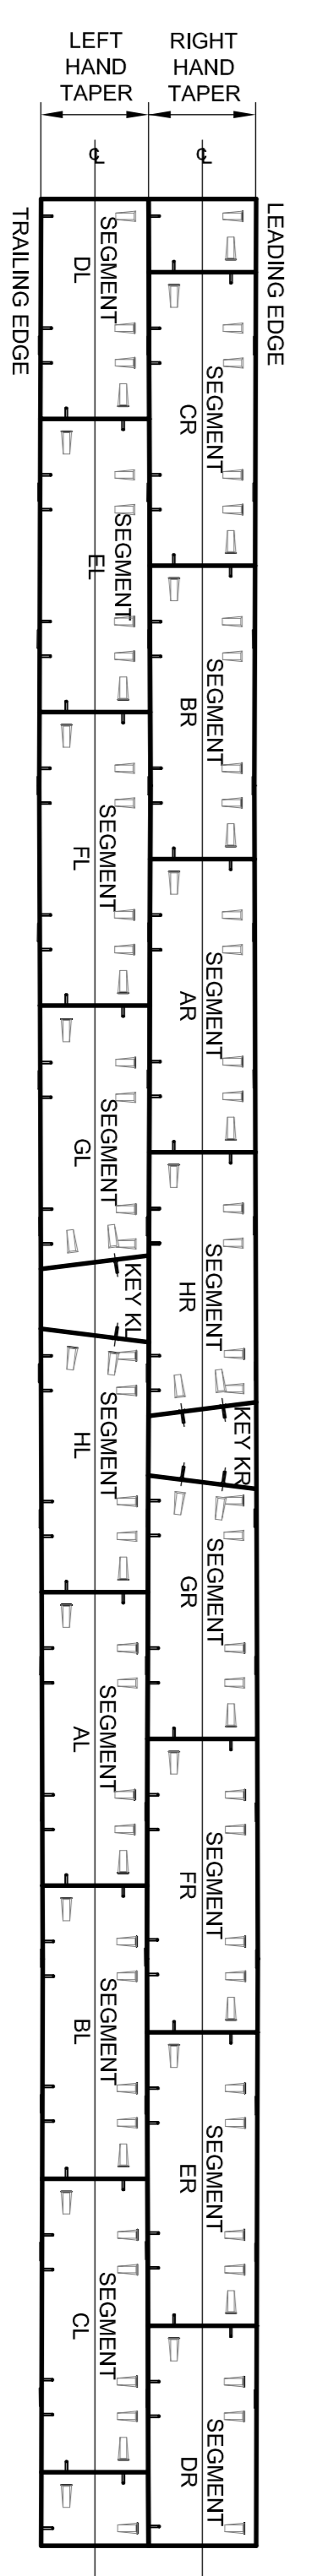 LEFT
HAND
TAPER
RIGHT
HAND
TAPER
℄
℄
TRAILING EDGE
LEADING EDGE
SEGMENT
DL
SEGMENT
EL
SEGMENT
FL
SEGMENT
GL
KEY KL
SEGMENT
HL
SEGMENT
AL
SEGMENT
BL
SEGMENT
CL
SEGMENT
CR
SEGMENT
BR
SEGMENT
AR
SEGMENT
HR
KEY KR
SEGMENT
GR
SEGMENT
FR
SEGMENT
ER
SEGMENT
DR